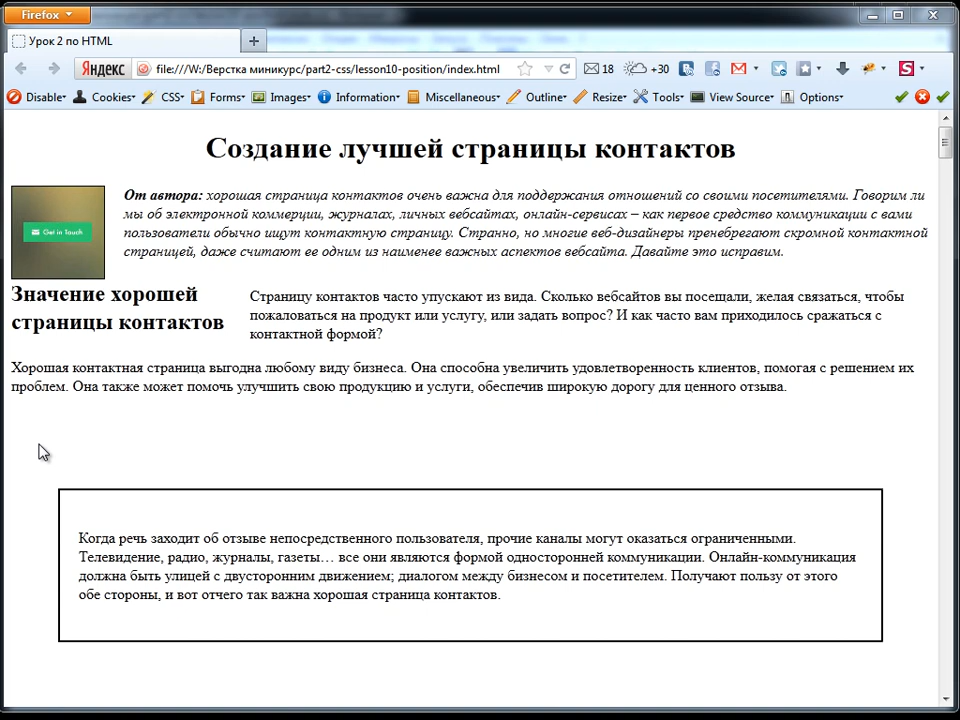 Firefox
Урок 2 по HTML
Яндекс file:///W:/Верстка миникурс/part2-css/lesson10-position/index.html 18 +30
Disable Cookies CSS Forms Images Information Miscellaneous Outline Resize Tools View Source Options
Создание лучшей страницы контактов
Get in Touch
От автора: хорошая страница контактов очень важна для поддержания отношений со своими посетителями. Говорим ли
мы об электронной коммерции, журналах, личных вебсайтах, онлайн-сервисах – как первое средство коммуникации с вами
пользователи обычно ищут контактную страницу. Странно, но многие веб-дизайнеры пренебрегают скромной контактной
страницей, даже считают ее одним из наименее важных аспектов вебсайта. Давайте это исправим.
Значение хорошей
страницы контактов
Страницу контактов часто упускают из вида. Сколько вебсайтов вы посещали, желая связаться, чтобы
пожаловаться на продукт или услугу, или задать вопрос? И как часто вам приходилось сражаться с
контактной формой?
Хорошая контактная страница выгодна любому виду бизнеса. Она способна увеличить удовлетворенность клиентов, помогая с решением их
проблем. Она также может помочь улучшить свою продукцию и услуги, обеспечив широкую дорогу для ценного отзыва.
Когда речь заходит об отзыве непосредственного пользователя, прочие каналы могут оказаться ограниченными.
Телевидение, радио, журналы, газеты… все они являются формой односторонней коммуникации. Онлайн-коммуникация
должна быть улицей с двусторонним движением; диалогом между бизнесом и посетителем. Получают пользу от этого
обе стороны, и вот отчего так важна хорошая страница контактов.